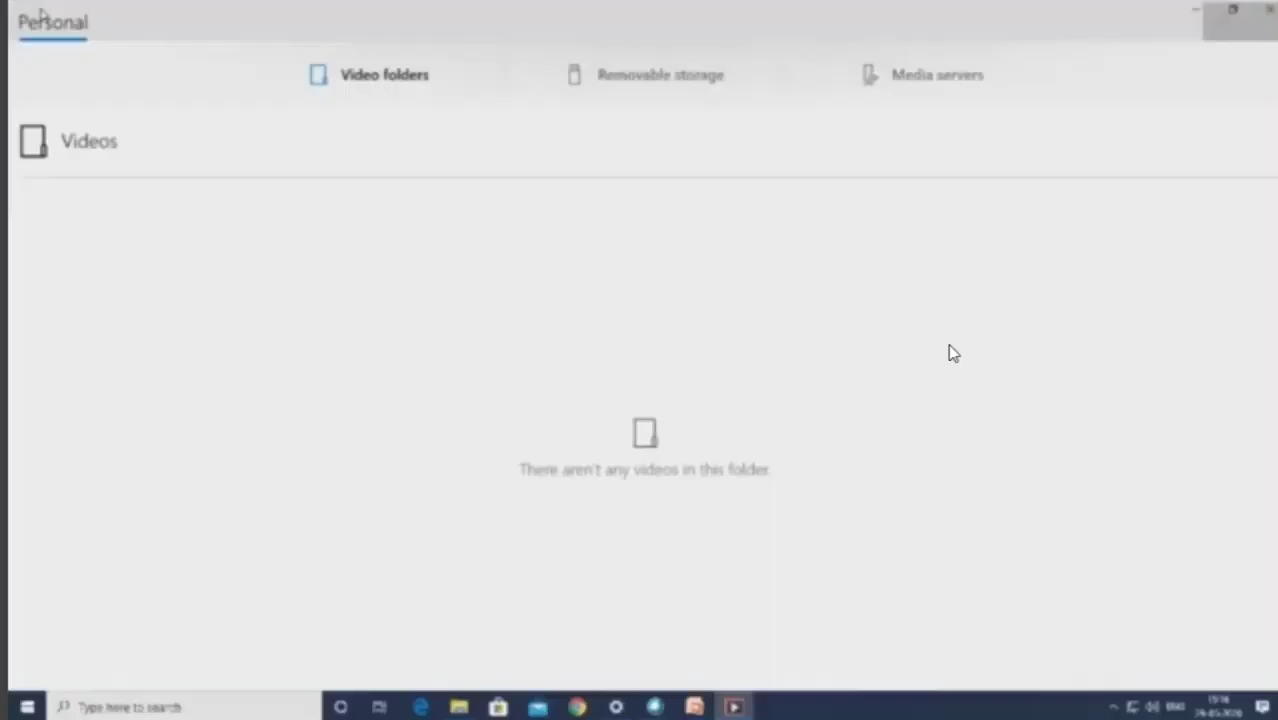 Personal
Video folders
Removable storage
Media servers
Videos
There aren't any videos in this folder.
Type here to search
ENG